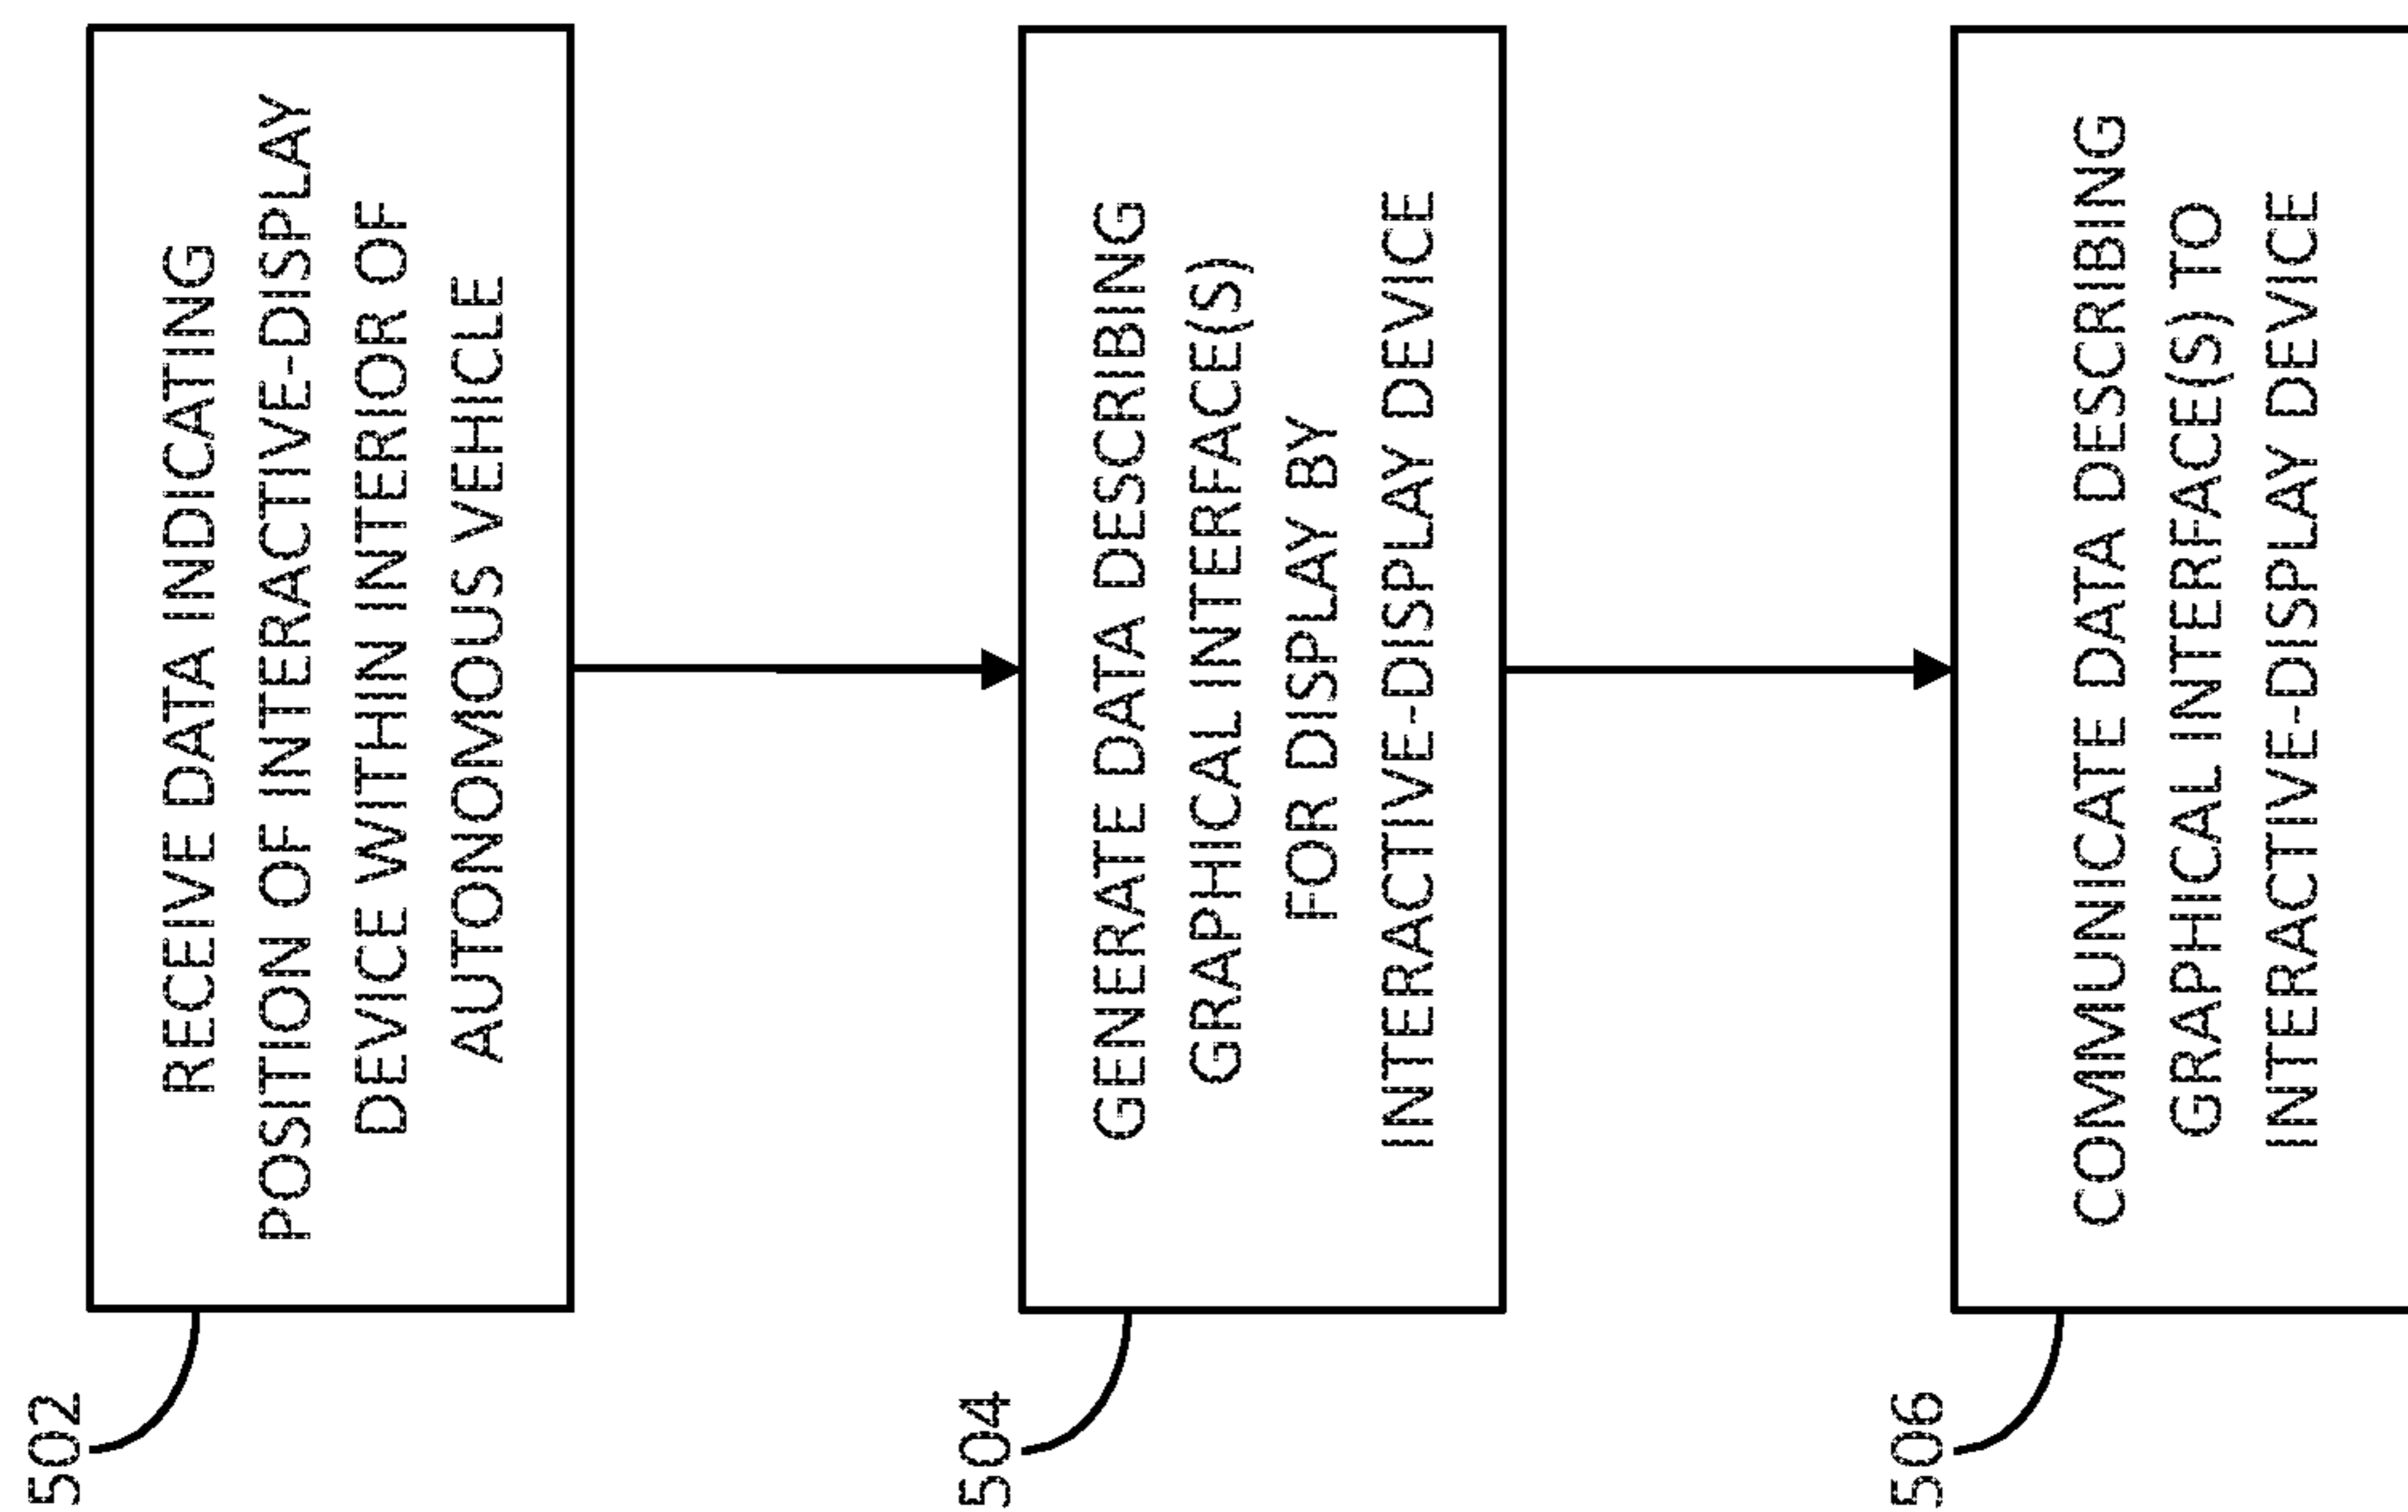 502
RECEIVE DATA INDICATING
POSITION OF INTERACTIVE-DISPLAY
DEVICE WITHIN INTERIOR OF
AUTONOMOUS VEHICLE
504
GENERATE DATA DESCRIBING
GRAPHICAL INTERFACE(S)
FOR DISPLAY BY
INTERACTIVE-DISPLAY DEVICE
506
COMMUNICATE DATA DESCRIBING
GRAPHICAL INTERFACE(S) TO
INTERACTIVE-DISPLAY DEVICE